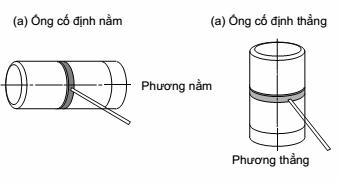 (a) Ống cố định nằm
(a) Ống cố định thẳng
Phương nằm
Phương thẳng